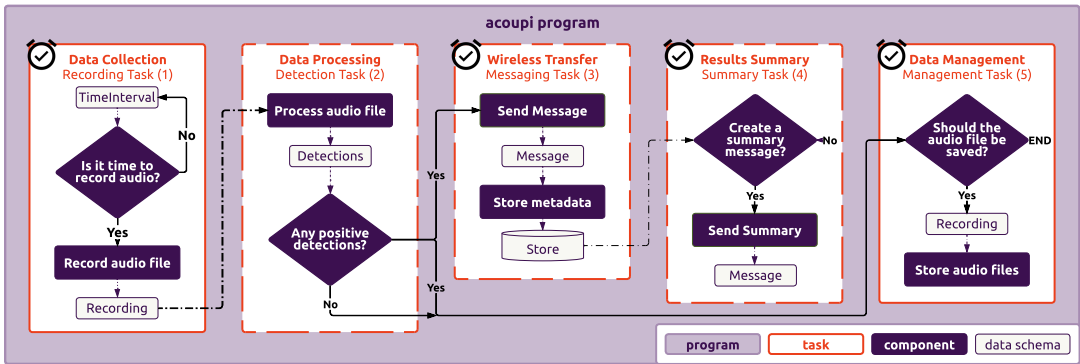 acoupi program
Data Collection
Recording Task (1)
TimeInterval
No
Is it time to
record audio?
Yes
Record audio file
Recording
Data Processing
Detection Task (2)
Process audio file
Detections
Any positive
detections?
No
Yes
Yes
Wireless Transfer
Messaging Task (3)
Send Message
Message
Store metadata
Store
Results Summary
Summary Task (4)
Create a
summary
message?
No
Yes
Send Summary
Message
Data Management
Management Task (5)
Should the
audio file be
saved?
END
Yes
Recording
Store audio files
program
task
component
data schema